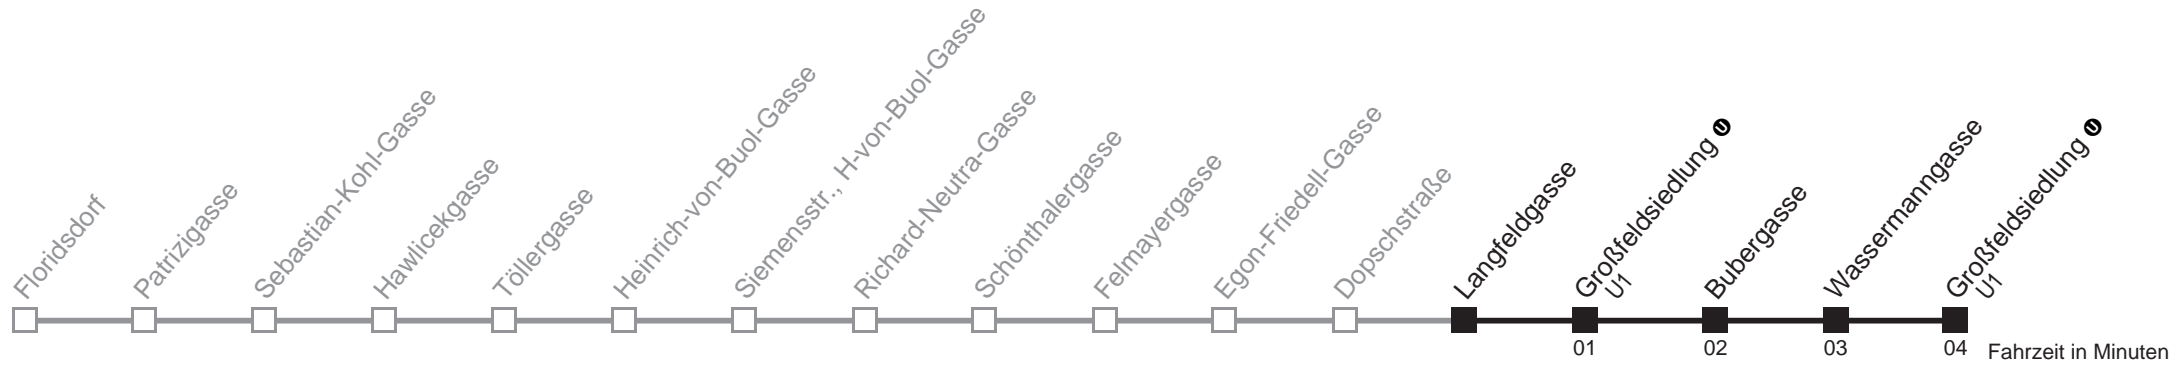 Floridsdorf
Patrizigasse
Sebastian-Kohl-Gasse
Hawlicekgasse
Töllergasse
Heinrich-von-Buol-Gasse
Siemensstr., H-von-Buol-Gasse
Richard-Neutra-Gasse
Schönthalergasse
Felmayergasse
Egon-Friedell-Gasse
Dopschstraße
Langfeldgasse
Großfeldsiedlung U
U1
Bubergasse
Wassermanngasse
Großfeldsiedlung U
U1
01 02 03 04 Fahrzeit in Minuten